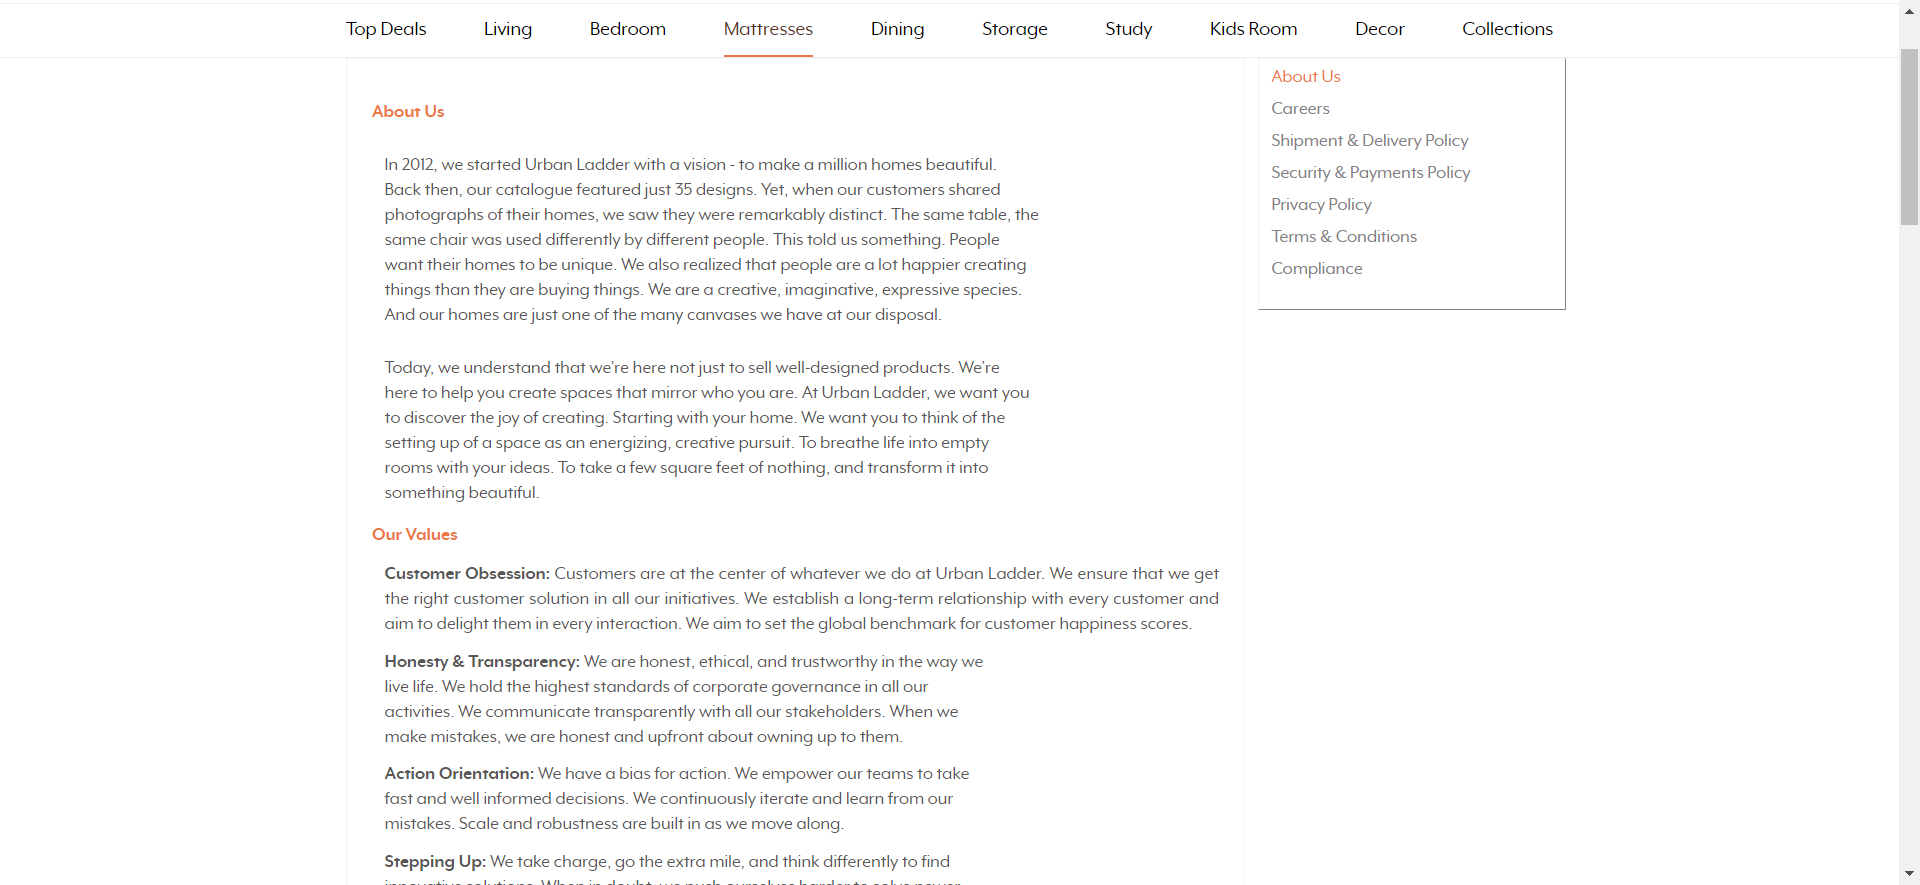 Top Deals Living Bedroom Mattresses Dining Storage Study Kids Room Decor Collections
About Us
In 2012, we started Urban Ladder with a vision - to make a million homes beautiful.
Back then, our catalogue featured just 35 designs. Yet, when our customers shared
photographs of their homes, we saw they were remarkably distinct. The same table, the
same chair was used differently by different people. This told us something. People
want their homes to be unique. We also realized that people are a lot happier creating
things than they are buying things. We are a creative, imaginative, expressive species.
And our homes are just one of the many canvases we have at our disposal.
Today, we understand that we’re here not just to sell well-designed products. We’re
here to help you create spaces that mirror who you are. At Urban Ladder, we want you
to discover the joy of creating. Starting with your home. We want you to think of the
setting up of a space as an energizing, creative pursuit. To breathe life into empty
rooms with your ideas. To take a few square feet of nothing, and transform it into
something beautiful.
Our Values
Customer Obsession: Customers are at the center of whatever we do at Urban Ladder. We ensure that we get
the right customer solution in all our initiatives. We establish a long-term relationship with every customer and
aim to delight them in every interaction. We aim to set the global benchmark for customer happiness scores.
Honesty & Transparency: We are honest, ethical, and trustworthy in the way we
live life. We hold the highest standards of corporate governance in all our
activities. We communicate transparently with all our stakeholders. When we
make mistakes, we are honest and upfront about owning up to them.
Action Orientation: We have a bias for action. We empower our teams to take
fast and well informed decisions. We continuously iterate and learn from our
mistakes. Scale and robustness are built in as we move along.
Stepping Up: We take charge, go the extra mile, and think differently to find
About Us
Careers
Shipment & Delivery Policy
Security & Payments Policy
Privacy Policy
Terms & Conditions
Compliance